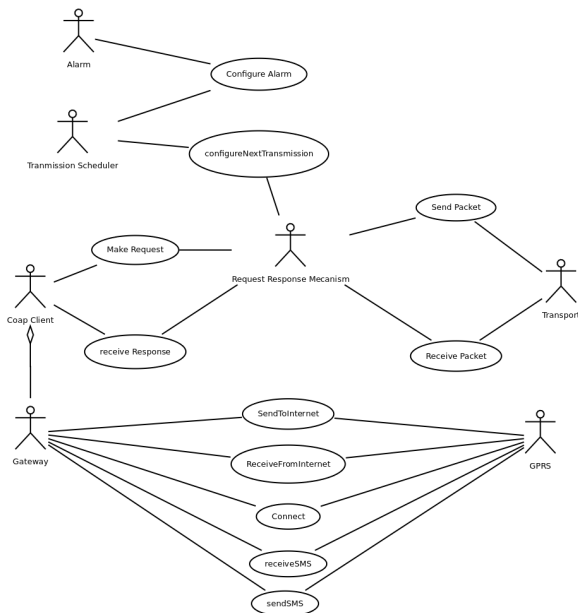 Alarm
Configure Alarm
Tranmission Scheduler
configureNextTransmission
Send Packet
Make Request
Request Response Mecanism
Coap Client
Transport
receive Response
Receive Packet
SendToInternet
Gateway
ReceiveFromInternet
GPRS
Connect
receiveSMS
sendSMS